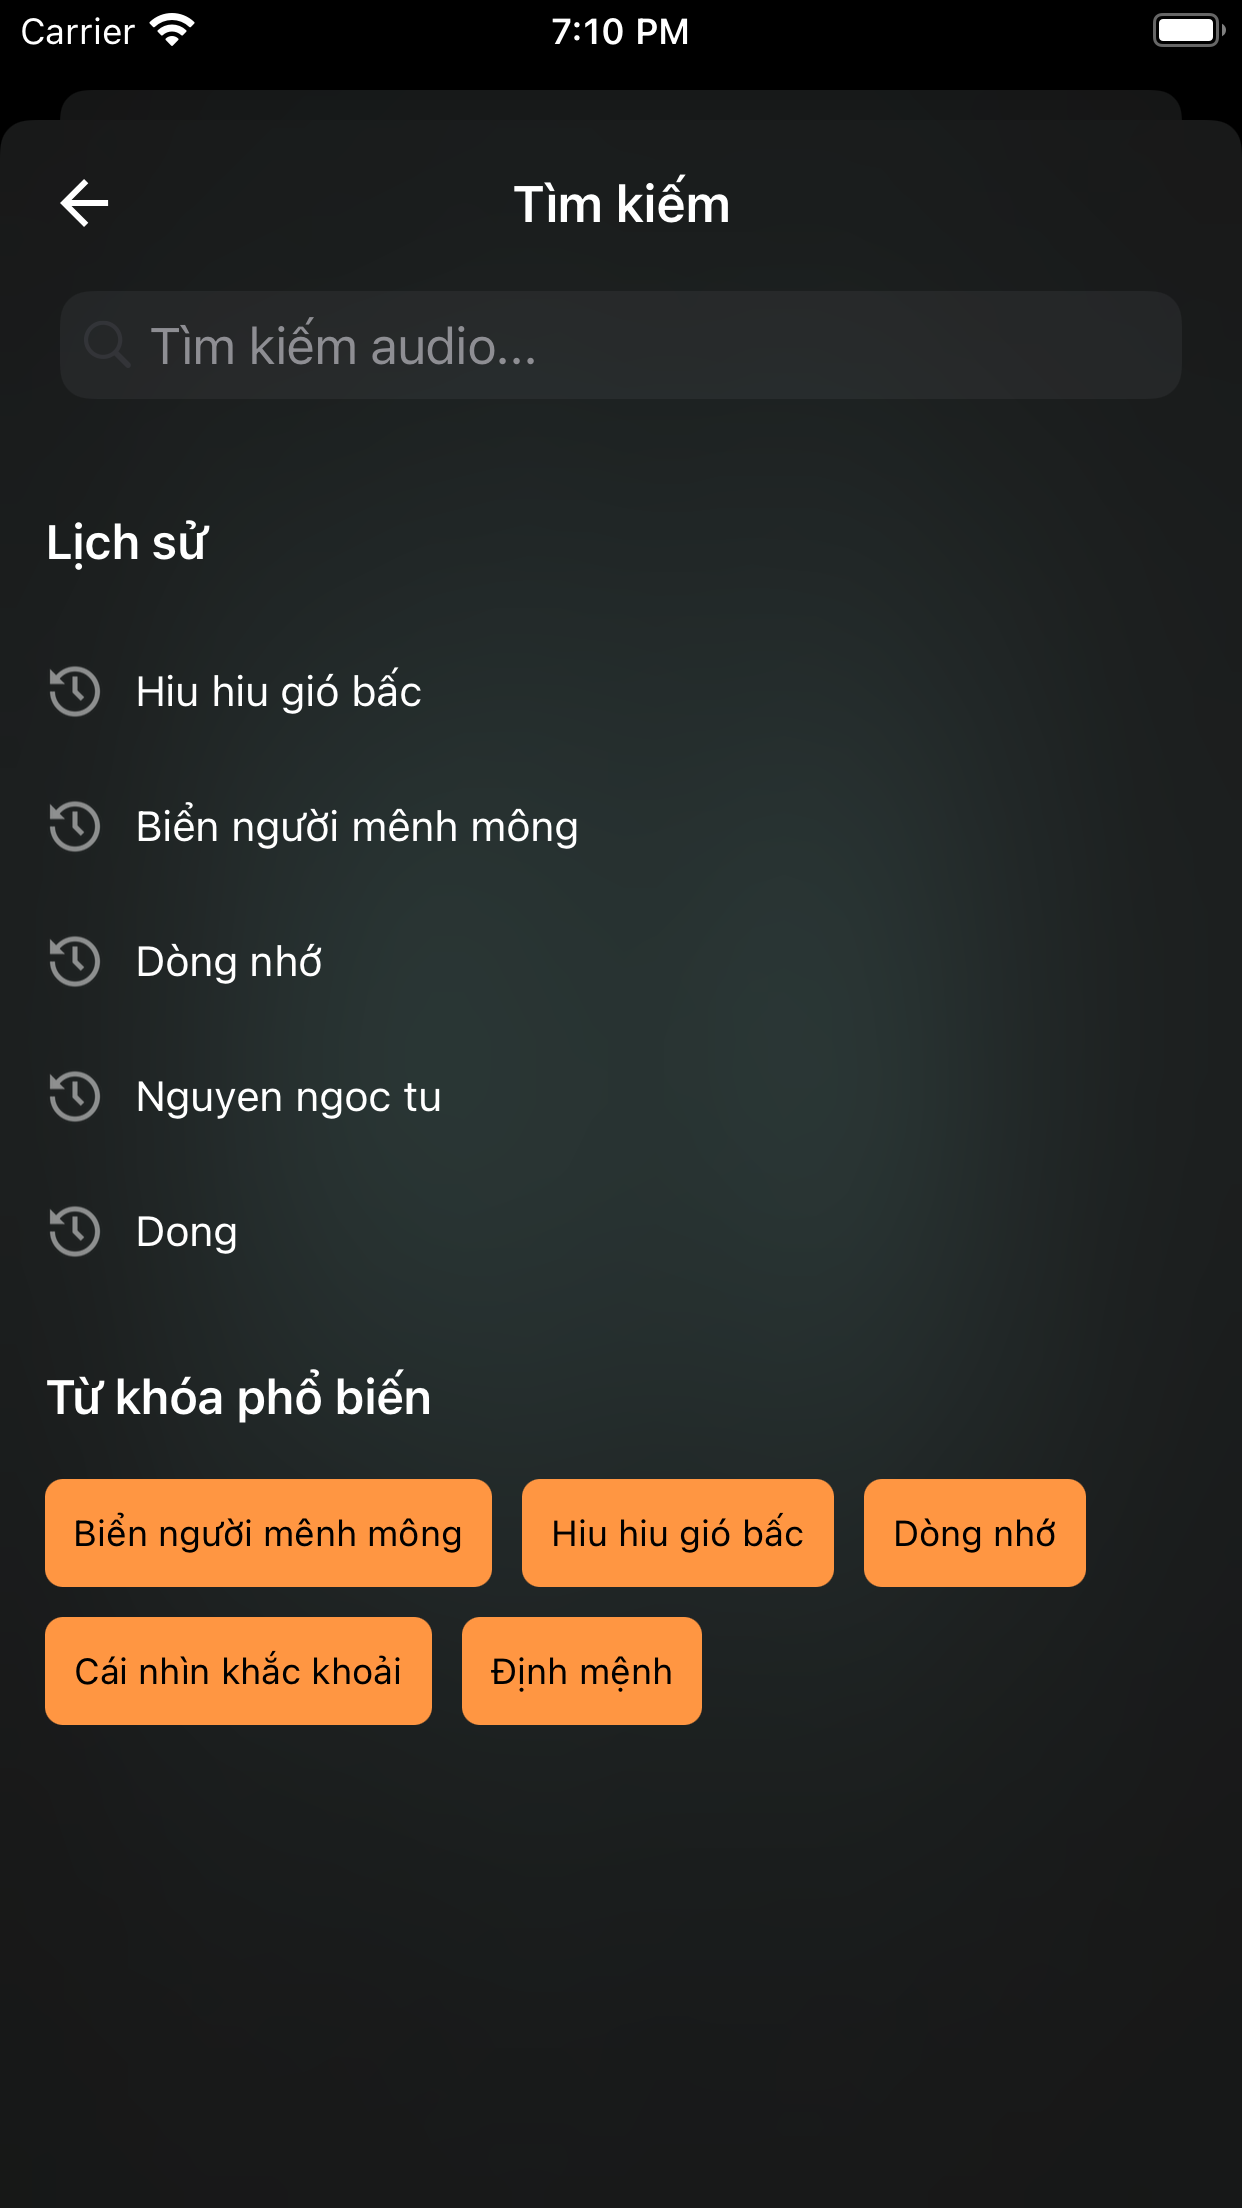 Carrier 7:10 PM
Tìm kiếm
Tìm kiếm audio...
Lịch sử
Hiu hiu gió bấc
Biển người mênh mông
Dòng nhớ
Nguyen ngoc tu
Dong
Từ khóa phổ biến
Biển người mênh mông Hiu hiu gió bấc Dòng nhớ
Cái nhìn khắc khoải Định mệnh